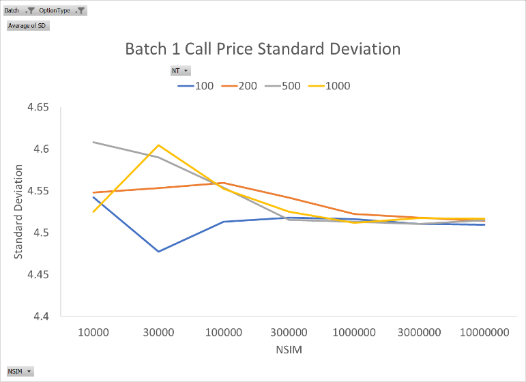 Batch OptionType
Average of SD
Batch 1 Call Price Standard Deviation
NT
100 200 500 1000
4.65
4.6
4.55
4.5
4.45
4.4
Standard Deviation
10000 30000 100000 300000 1000000 3000000 10000000
NSIM
NSIM